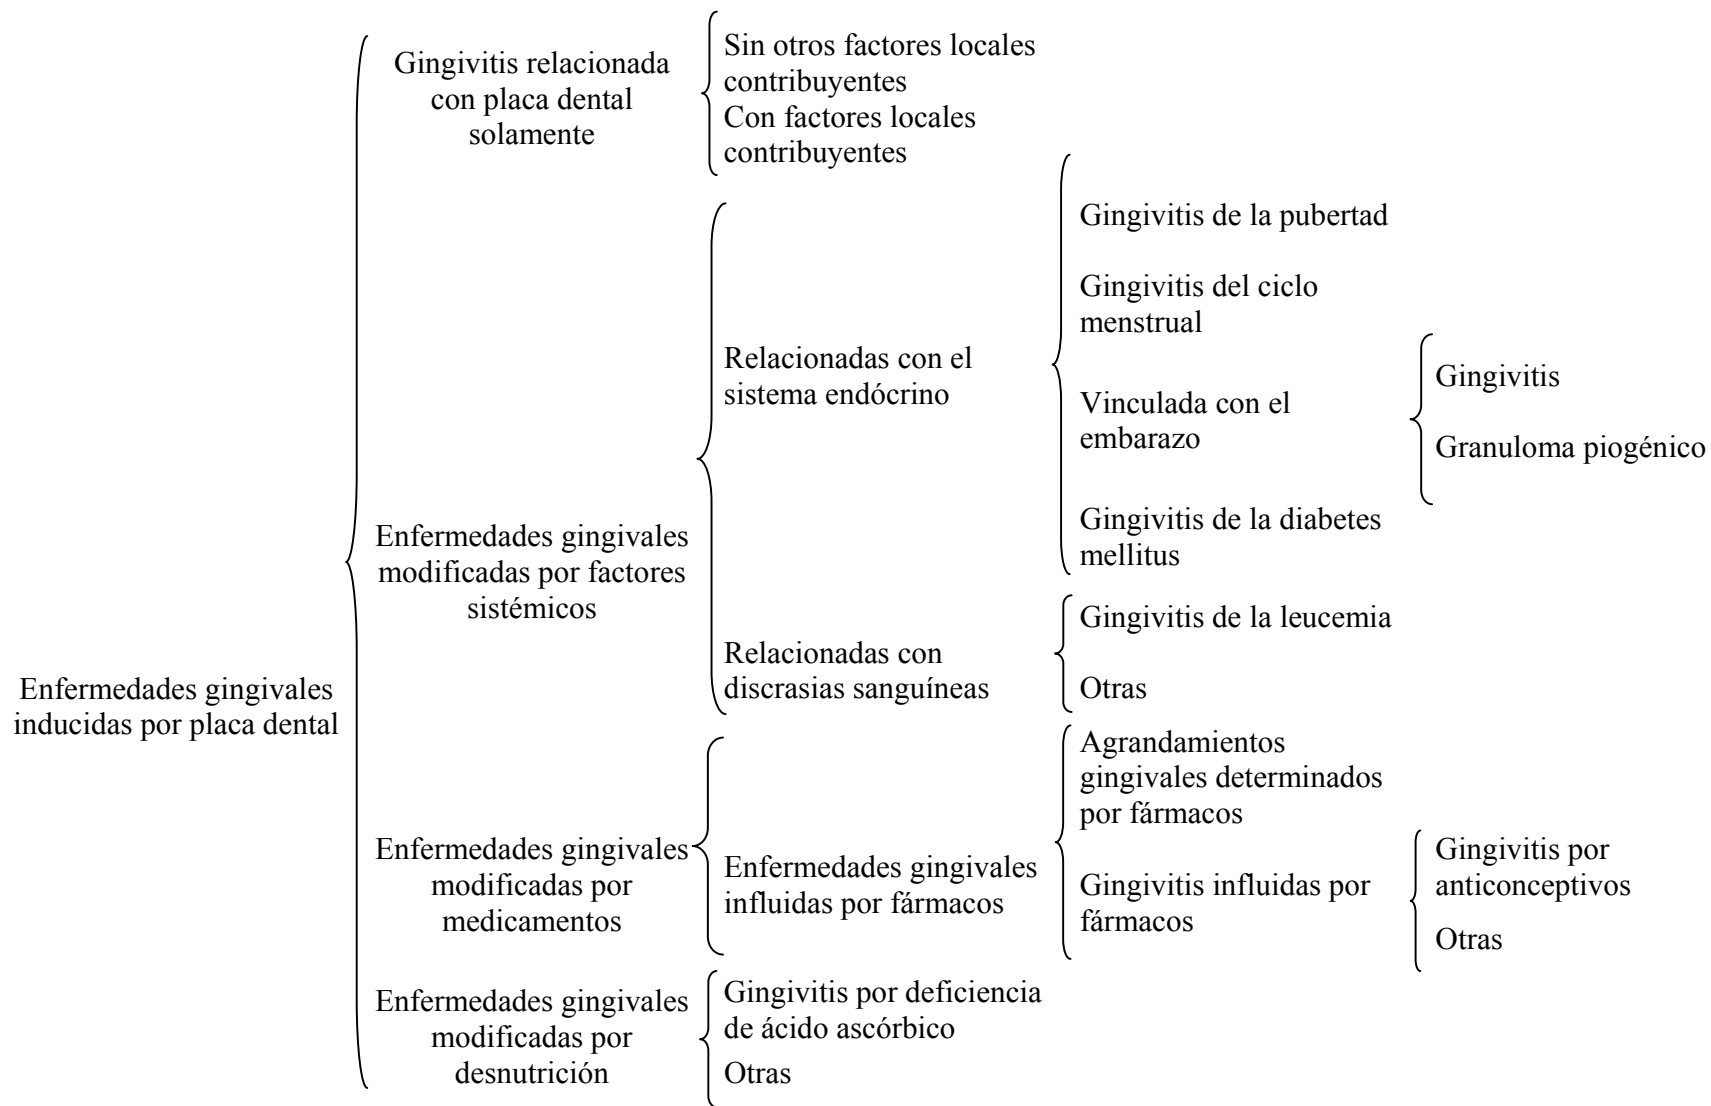 Enfermedades gingivales
inducidas por placa dental
Gingivitis relacionada
con placa dental
solamente
Sin otros factores locales
contribuyentes
Con factores locales
contribuyentes
Enfermedades gingivales
modificadas por factores
sistémicos
Relacionadas con el
sistema endócrino
Gingivitis de la pubertad
Gingivitis del ciclo
menstrual
Vinculada con el
embarazo
Gingivitis
Granuloma piogénico
Gingivitis de la diabetes
mellitus
Relacionadas con
discrasias sanguíneas
Gingivitis de la leucemia
Otras
Enfermedades gingivales
modificadas por
medicamentos
Enfermedades gingivales
influidas por fármacos
Agrandamientos
gingivales determinados
por fármacos
Gingivitis influidas por
fármacos
Gingivitis por
anticonceptivos
Otras
Enfermedades gingivales
modificadas por
desnutrición
Gingivitis por deficiencia
de ácido ascórbico
Otras